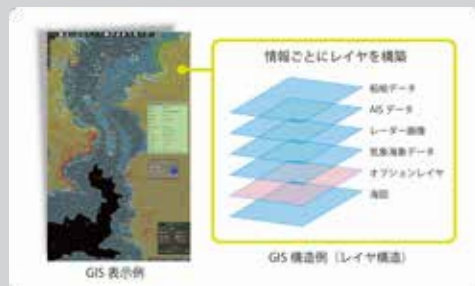 情報ごとにレイヤを構築
船舶データ
AIS データ
レーダー画像
気象海象データ
オプションレイヤ
海図
GIS 表示例
GIS 構造例（レイヤ構造）